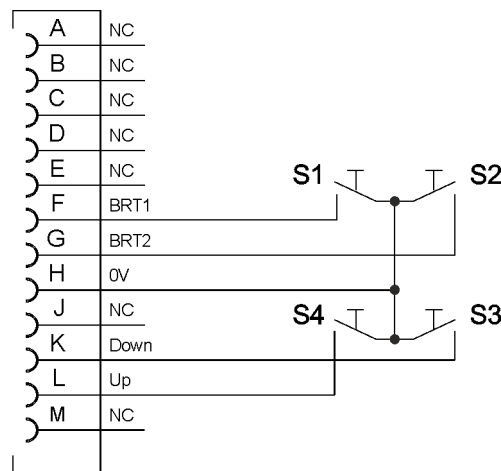 A NC
B NC
C NC
D NC
E NC
S1 S2
F BRT1
G BRT2
H 0V
J NC
S4 S3
K Down
L Up
M NC